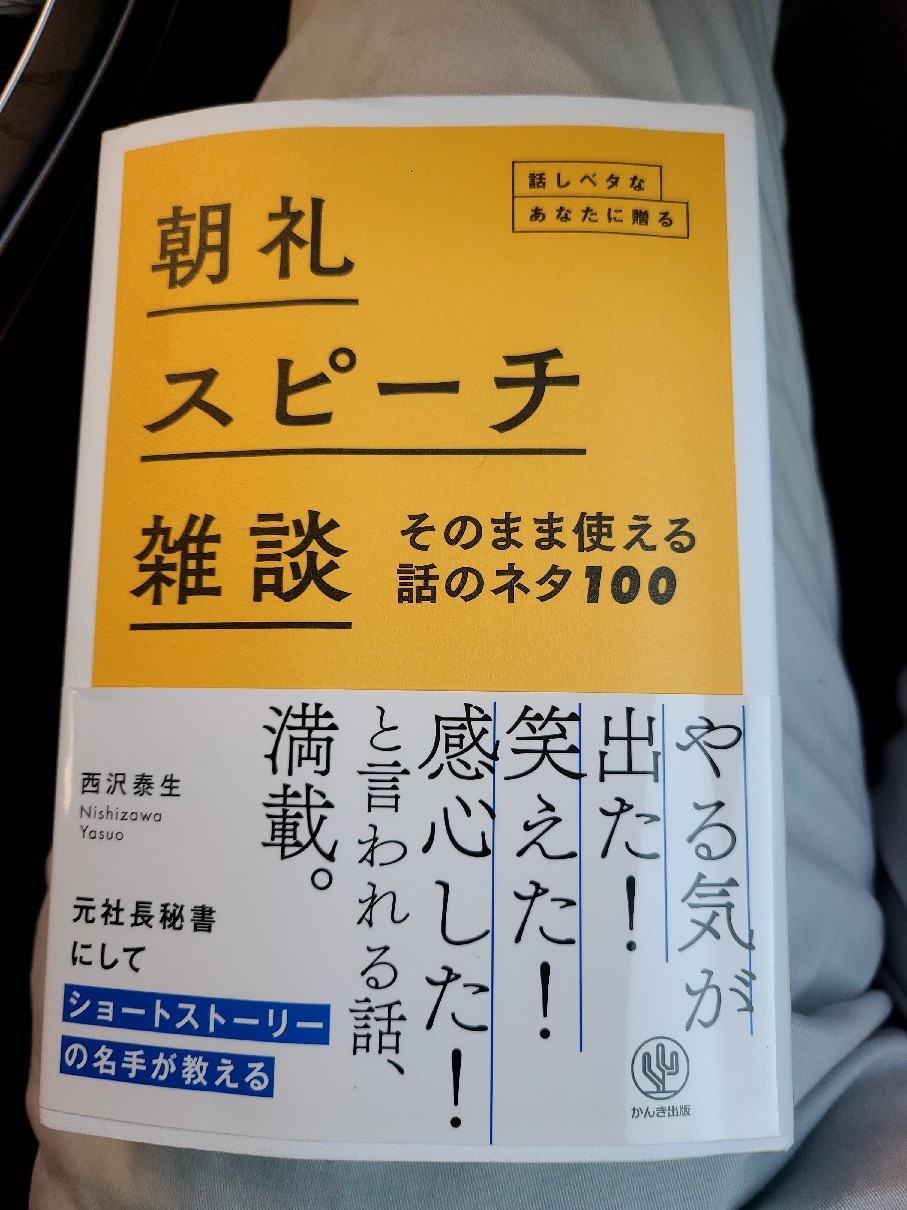 話しベタな
あなたに贈る
朝礼
スピーチ
雑談
そのまま使える
話のネタ100
やる気が
出た！
笑えた！
感心した！
と言われる話、
満載。
西沢泰生
Nishizawa
Yasuo
元社長秘書
にして
ショートストーリー
の名手が教える
かんき出版